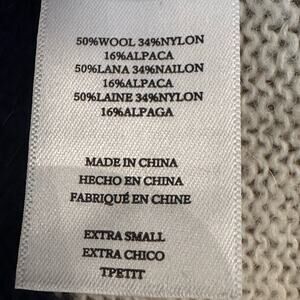 50%WOOL 34%NYLON
16%ALPACA
50%LANA 34%NAILON
16%ALPACA
50%LAINE 34%NYLON
16%ALPAGA
MADE IN CHINA
HECHO EN CHINA
FABRIQUÉ EN CHINE
EXTRA SMALL
EXTRA CHICO
TPETIT